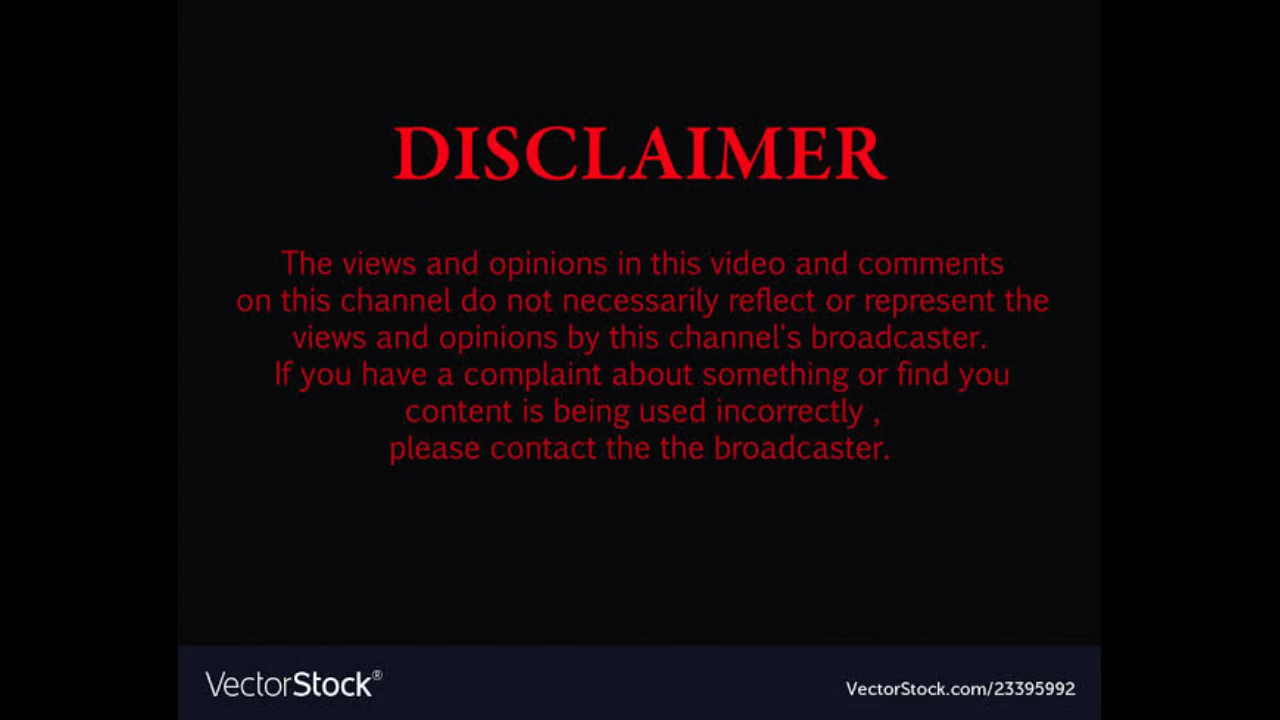 DISCLAIMER
The views and opinions in this video and comments
on this channel do not necessarily reflect or represent the
views and opinions by this channel's broadcaster.
If you have a complaint about something or find you
content is being used incorrectly ,
please contact the the broadcaster.
VectorStock®
VectorStock.com/23395992